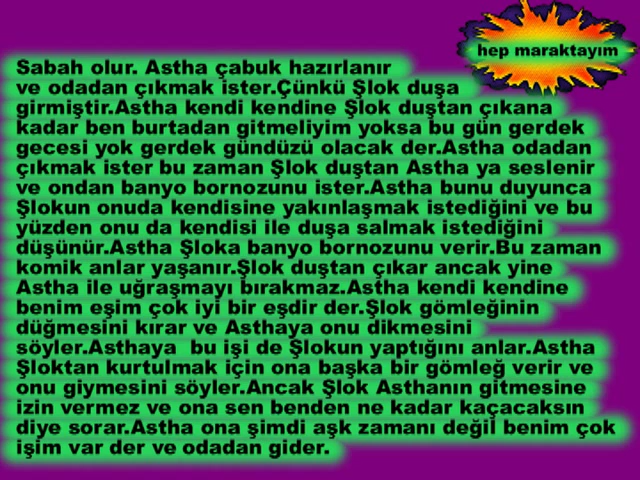 hep maraktayım
Sabah olur. Astha çabuk hazırlanır
ve odadan çıkmak ister.Çünkü Şlok duşa
girmiştir.Astha kendi kendine Şlok duştan çıkana
kadar ben burtadan gitmeliyim yoksa bu gün gerdek
gecesi yok gerdek gündüzü olacak der.Astha odadan
çıkmak ister bu zaman Şlok duştan Astha ya seslenir
ve ondan banyo bornozunu ister.Astha bunu duyunca
Şlokun onuda kendisine yakınlaşmak istediğini ve bu
yüzden onu da kendisi ile duşa salmak istediğini
düşünür.Astha Şloka banyo bornozunu verir.Bu zaman
komik anlar yaşanır.Şlok duştan çıkar ancak yine
Astha ile uğraşmayı bırakmaz.Astha kendi kendine
benim eşim çok iyi bir eşdir der.Şlok gömleğinin
düğmesini kırar ve Asthaya onu dikmesini
söyler.Asthaya  bu işi de Şlokun yaptığını anlar.Astha
Şloktan kurtulmak için ona başka bir gömleğ verir ve
onu giymesini söyler.Ancak Şlok Asthanın gitmesine
izin vermez ve ona sen benden ne kadar kaçacaksın
diye sorar.Astha ona şimdi aşk zamanı değil benim çok
işim var der ve odadan gider.